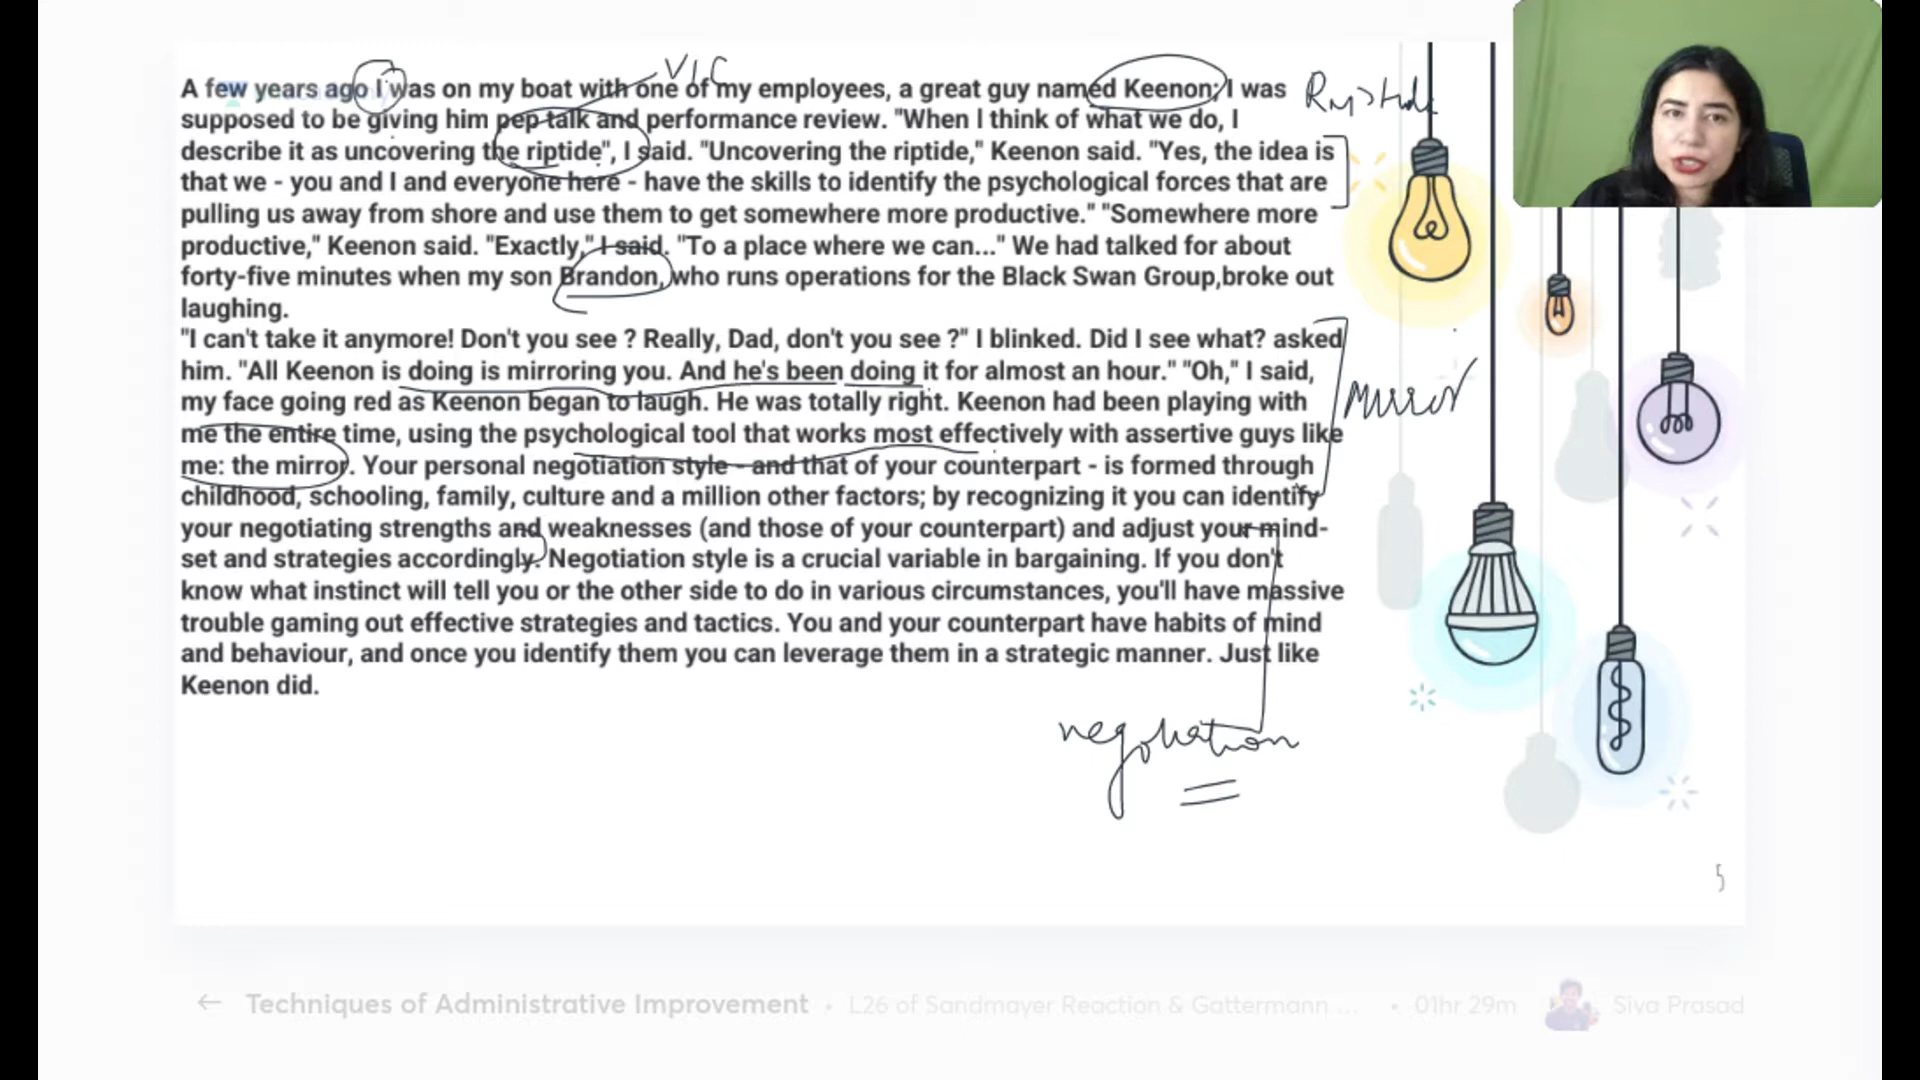 VIC
A few years ago I was on my boat with one of my employees, a great guy named Keenon; I was
supposed to be giving him pep talk and performance review. "When I think of what we do, I
describe it as uncovering the riptide", I said. "Uncovering the riptide," Keenon said. "Yes, the idea is
that we - you and I and everyone here - have the skills to identify the psychological forces that are
pulling us away from shore and use them to get somewhere more productive." "Somewhere more
productive," Keenon said. "Exactly," I said. "To a place where we can..." We had talked for about
forty-five minutes when my son Brandon, who runs operations for the Black Swan Group,broke out
laughing.
"I can't take it anymore! Don't you see ? Really, Dad, don't you see ?" I blinked. Did I see what? asked
him. "All Keenon is doing is mirroring you. And he's been doing it for almost an hour." "Oh," I said,
my face going red as Keenon began to laugh. He was totally right. Keenon had been playing with
me the entire time, using the psychological tool that works most effectively with assertive guys like
me: the mirror. Your personal negotiation style - and that of your counterpart - is formed through
childhood, schooling, family, culture and a million other factors; by recognizing it you can identify
your negotiating strengths and weaknesses (and those of your counterpart) and adjust your mind-
set and strategies accordingly. Negotiation style is a crucial variable in bargaining. If you don't
know what instinct will tell you or the other side to do in various circumstances, you'll have massive
trouble gaming out effective strategies and tactics. You and your counterpart have habits of mind
and behaviour, and once you identify them you can leverage them in a strategic manner. Just like
Keenon did.
Mirror
negotiation
5
← Techniques of Administrative Improvement • L26 of Sandmayer Reaction & Gattermann ... • 01hr 29m Siva Prasad